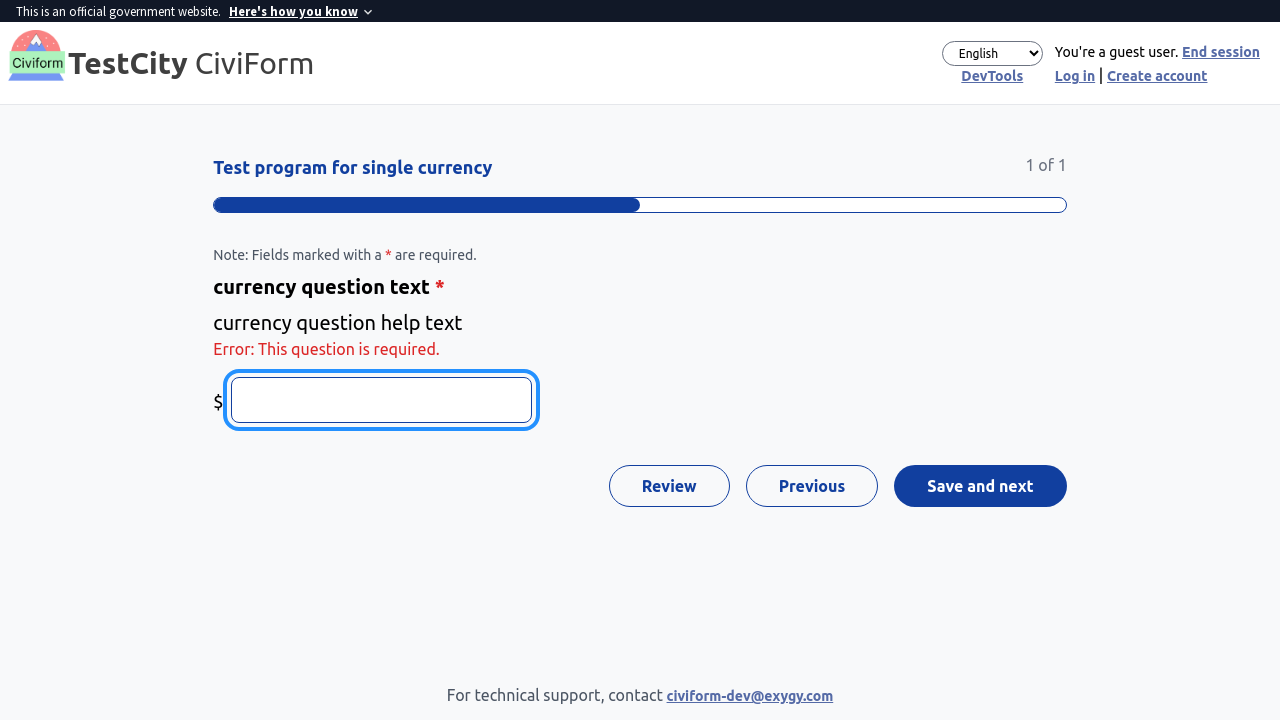 This is an official government website. Here's how you know
Civiform
TestCity CiviForm
English
DevTools
You're a guest user. End session
Log in | Create account
Test program for single currency
1 of 1
Note: Fields marked with a * are required.
currency question text *
currency question help text
Error: This question is required.
$
Review
Previous
Save and next
For technical support, contact civiform-dev@exygy.com